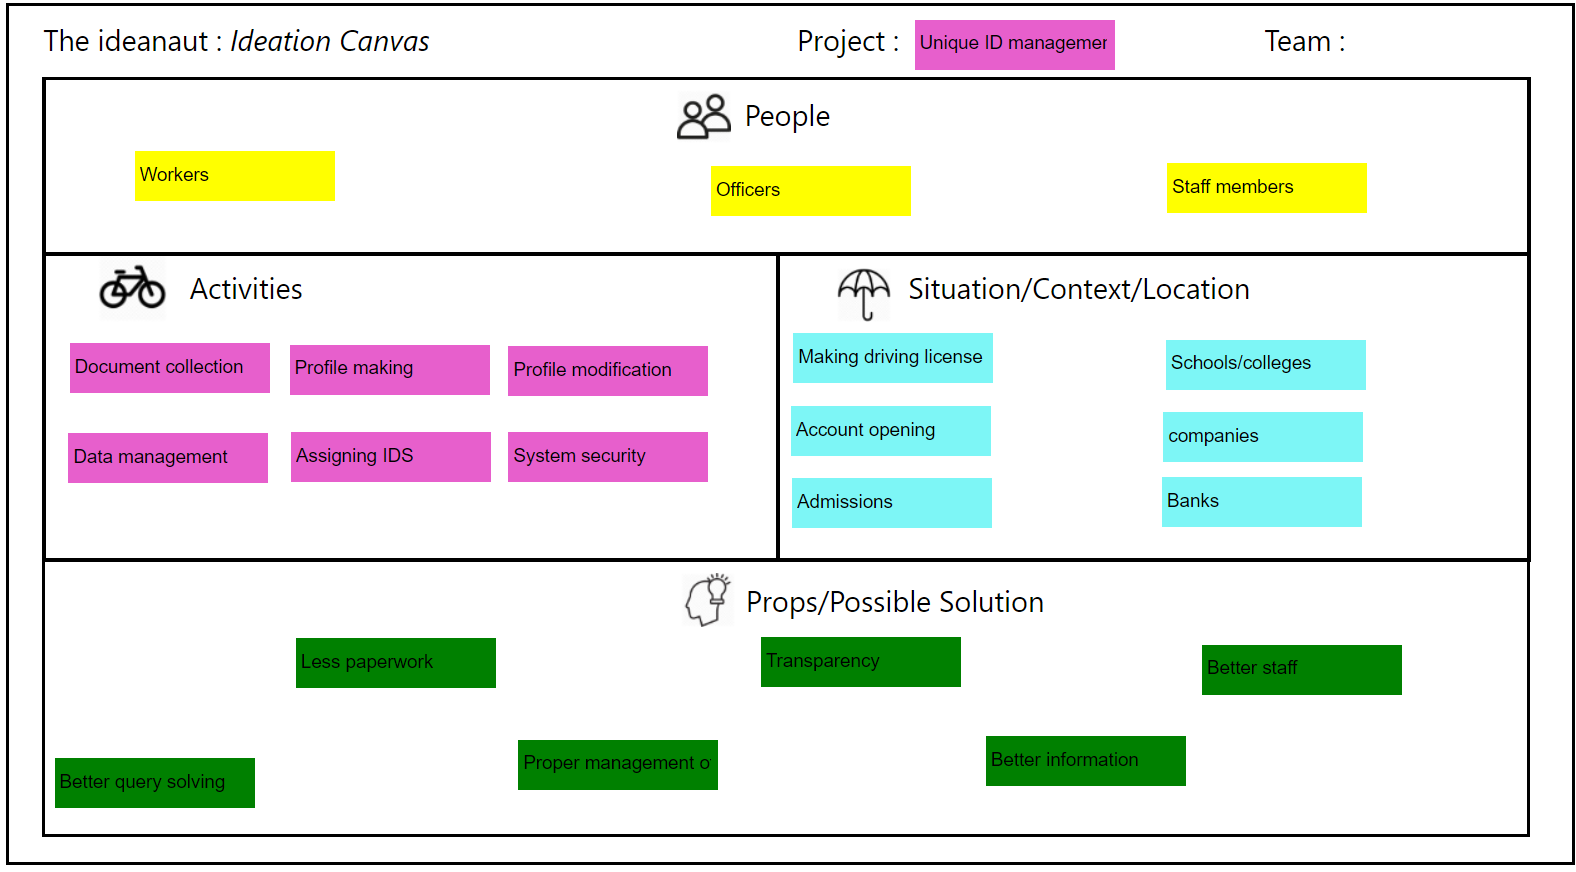 The ideanaut : Ideation Canvas
Project :
Unique ID managemer
Team :
People
Workers
Officers
Staff members
Activities
Document collection
Profile making
Profile modification
Data management
Assigning IDS
System security
Situation/Context/Location
Making driving license
Schools/colleges
Account opening
companies
Admissions
Banks
Props/Possible Solution
Less paperwork
Transparency
Better staff
Better query solving
Proper management o
Better information